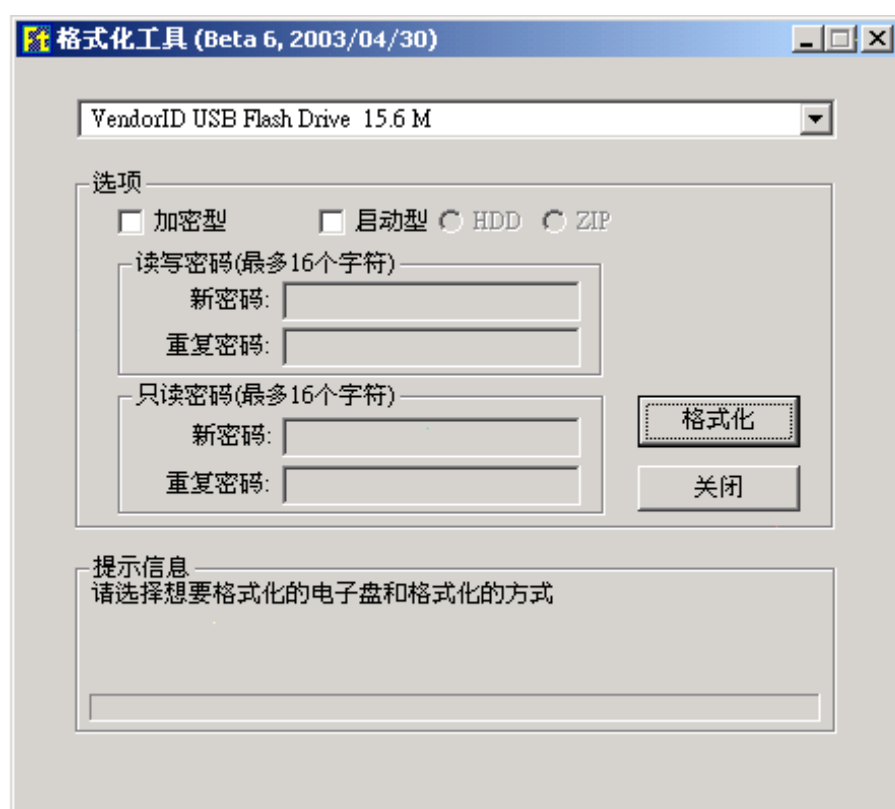 格式化工具 (Beta 6, 2003/04/30)
VendorID USB Flash Drive 15.6 M
选项
加密型 启动型 HDD ZIP
读写密码(最多16个字符)
新密码:
重复密码:
只读密码(最多16个字符)
新密码:
重复密码:
格式化
关闭
提示信息
请选择想要格式化的电子盘和格式化的方式